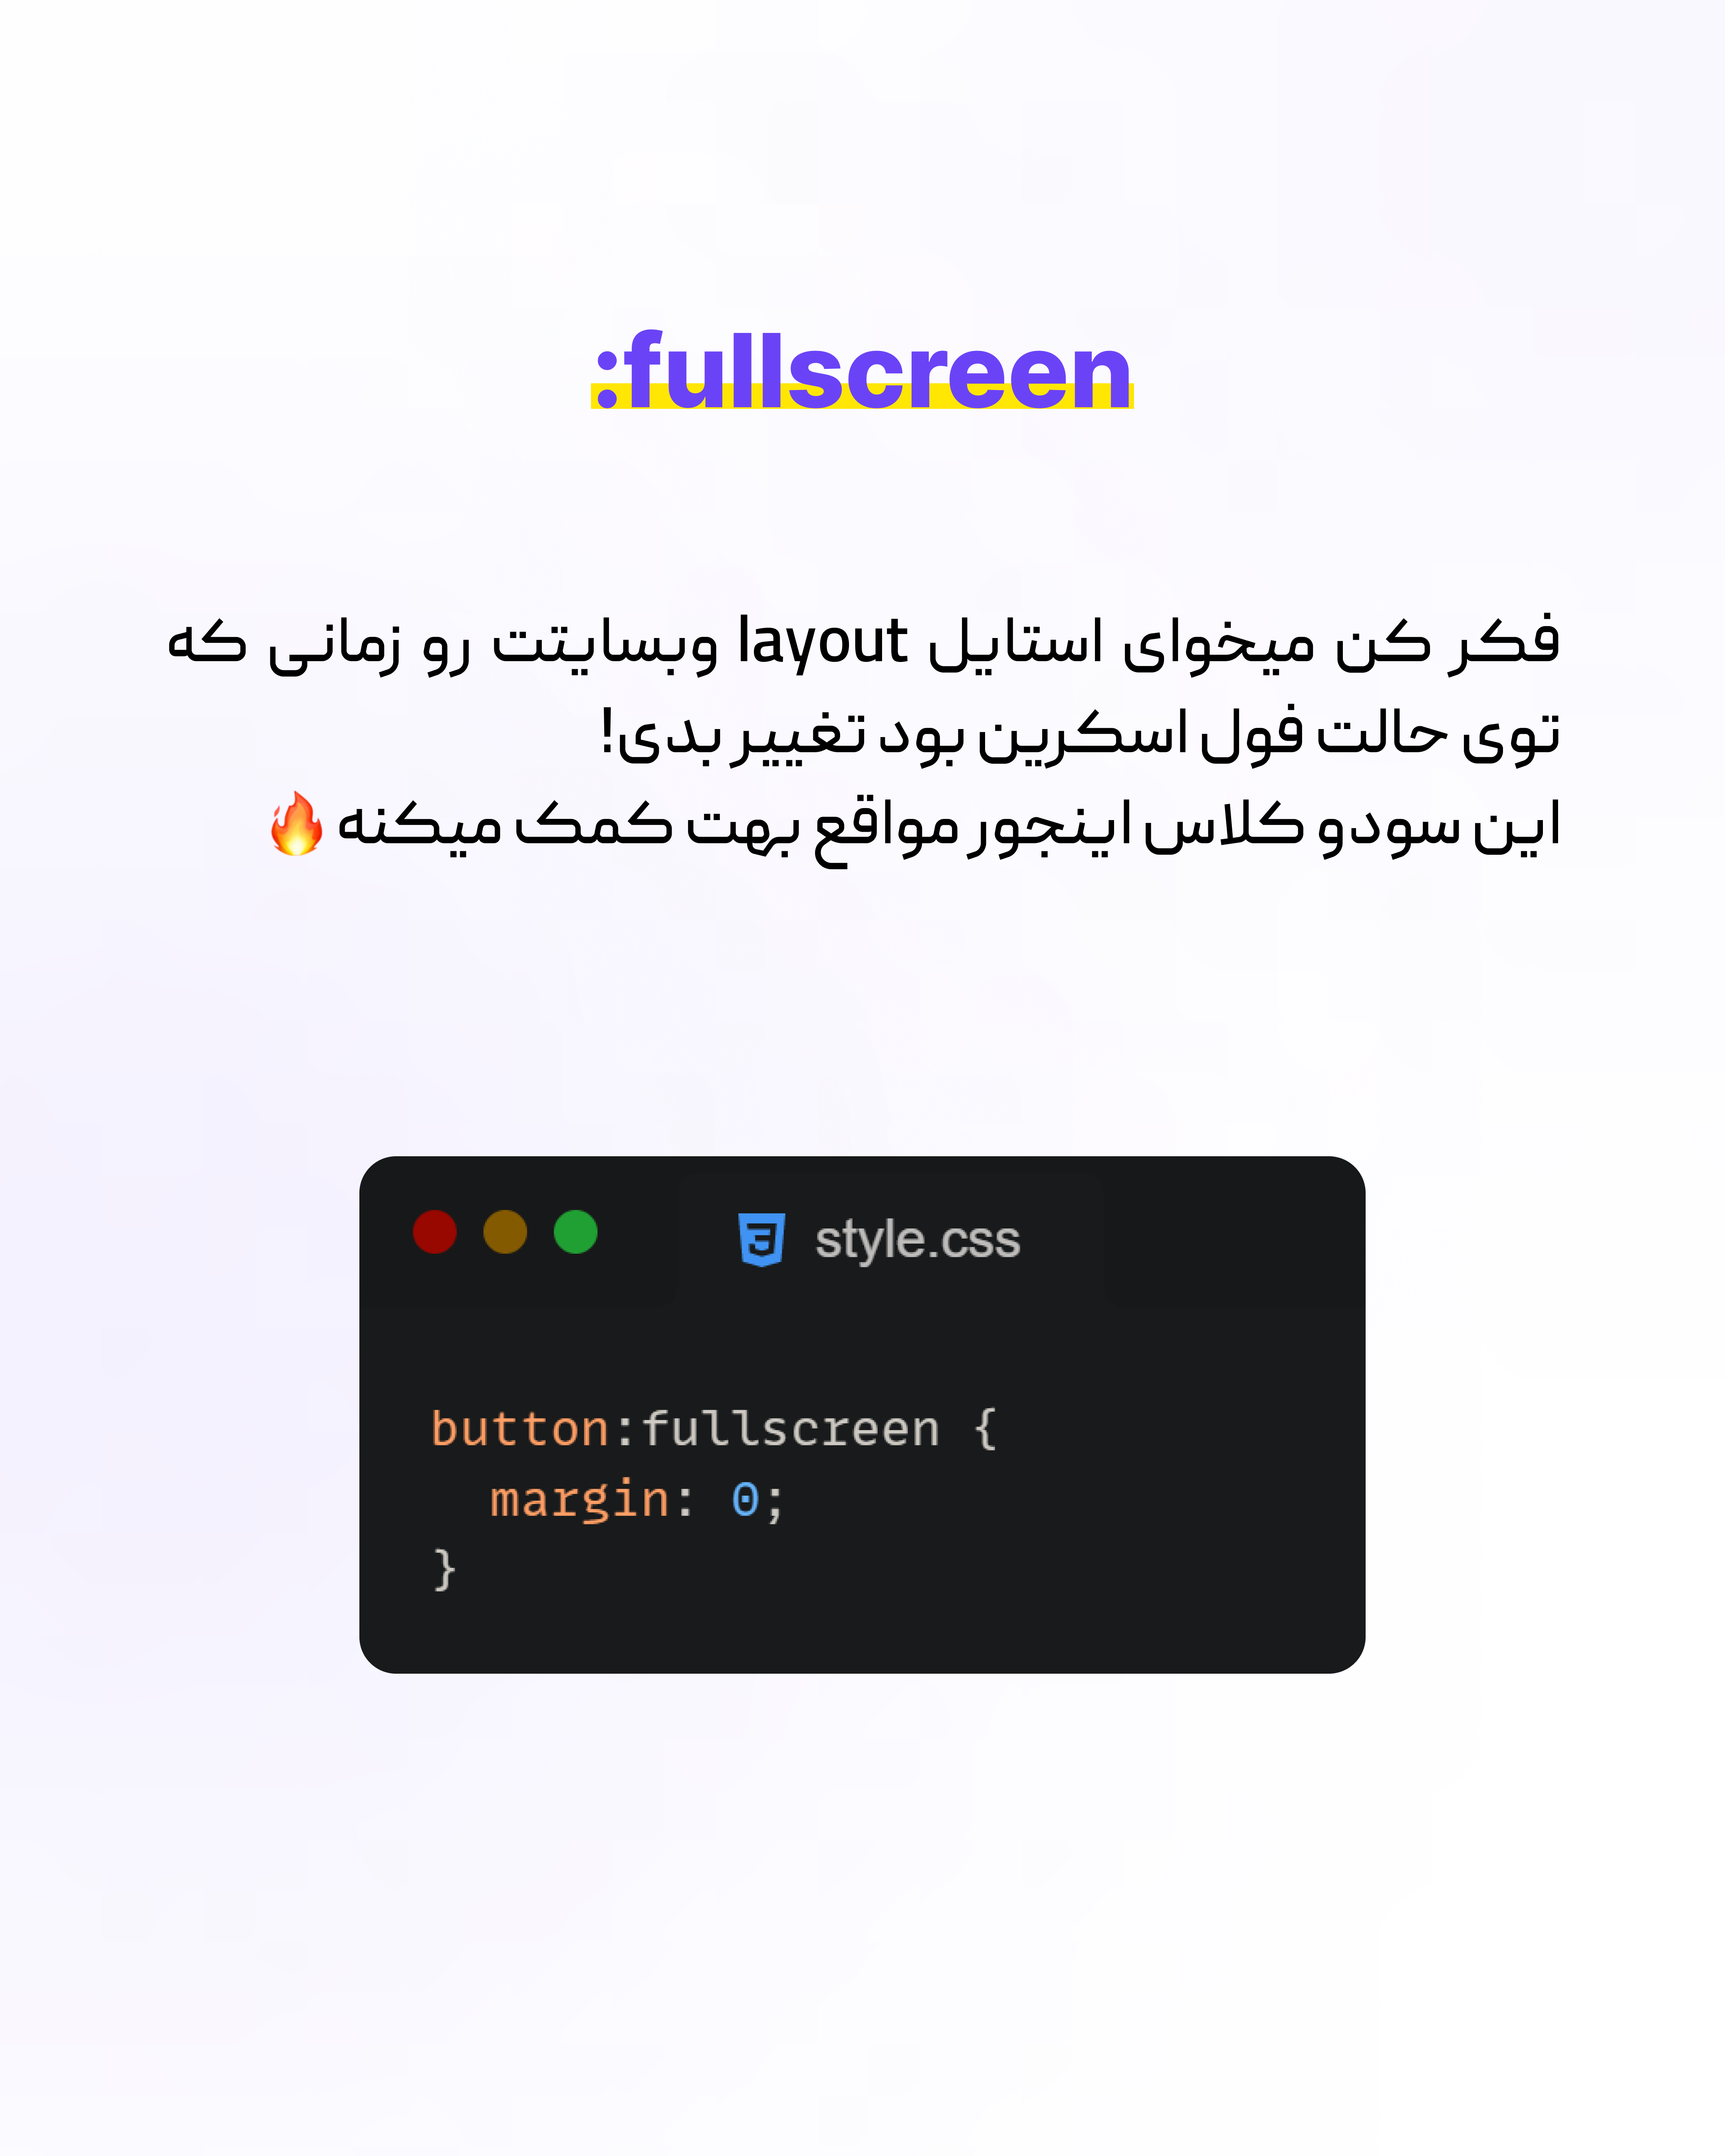 :fullscreen
فکر کن میخوای استایل layout وبسایتت رو زمانی که
توی حالت فول اسکرین بود تغییر بدی!
این سودو کلاس اینجور مواقع بهت کمک میکنه 🔥
style.css
button:fullscreen {
  margin: 0;
}